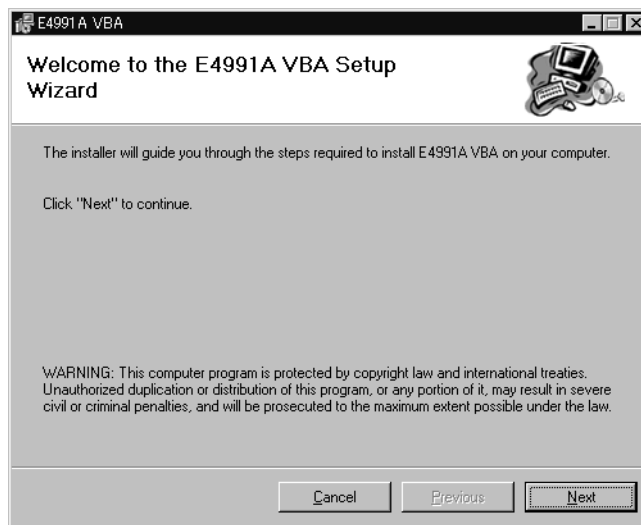 E4991A VBA
Welcome to the E4991A VBA Setup
Wizard
The installer will guide you through the steps required to install E4991A VBA on your computer.
Click "Next" to continue.
WARNING: This computer program is protected by copyright law and international treaties.
Unauthorized duplication or distribution of this program, or any portion of it, may result in severe
civil or criminal penalties, and will be prosecuted to the maximum extent possible under the law.
Cancel Previous Next